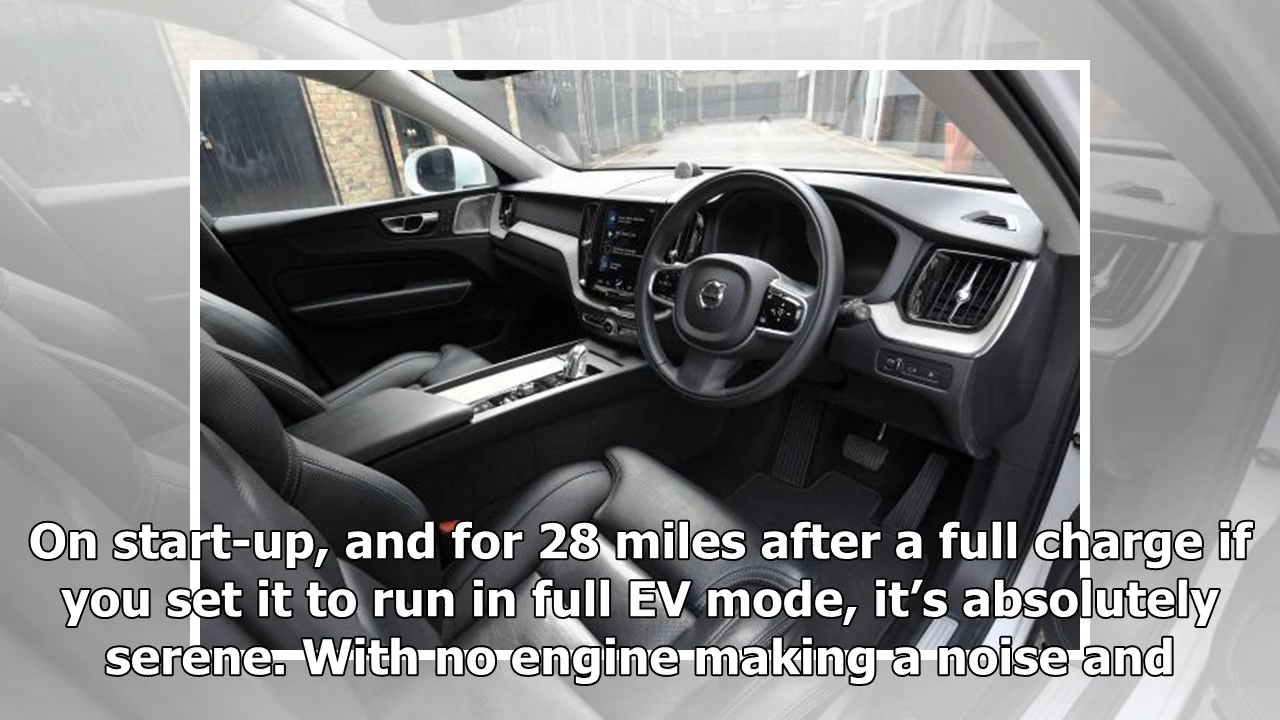 On start-up, and for 28 miles after a full charge if
you set it to run in full EV mode, it’s absolutely
serene. With no engine making a noise and